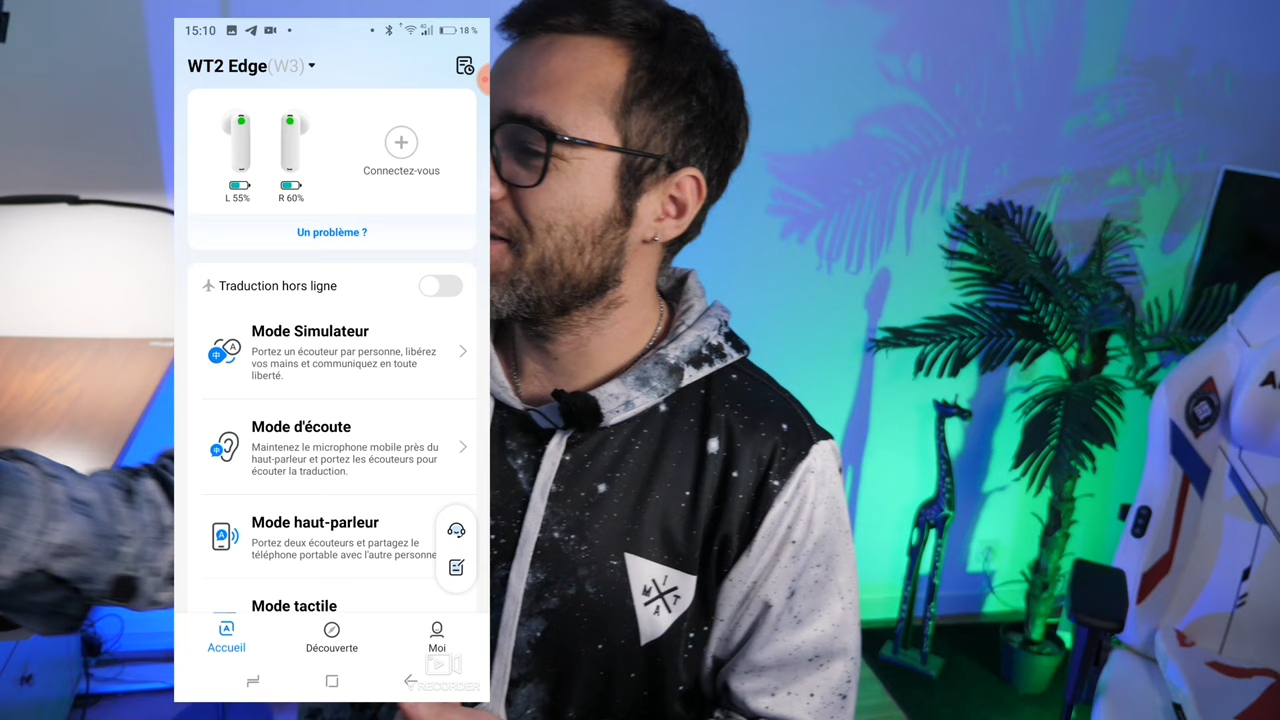 15:10
4G
18 %
WT2 Edge(W3)
L 55%
R 60%
Connectez-vous
Un problème ?
Traduction hors ligne
Mode Simulateur
Portez un écouteur par personne, libérez
vos mains et communiquez en toute
liberté.
Mode d'écoute
Maintenez le microphone mobile près du
haut-parleur et portez les écouteurs pour
écouter la traduction.
Mode haut-parleur
Portez deux écouteurs et partagez le
téléphone portable avec l'autre personne
Mode tactile
Accueil
Découverte
Moi
RECORDER
W I T A